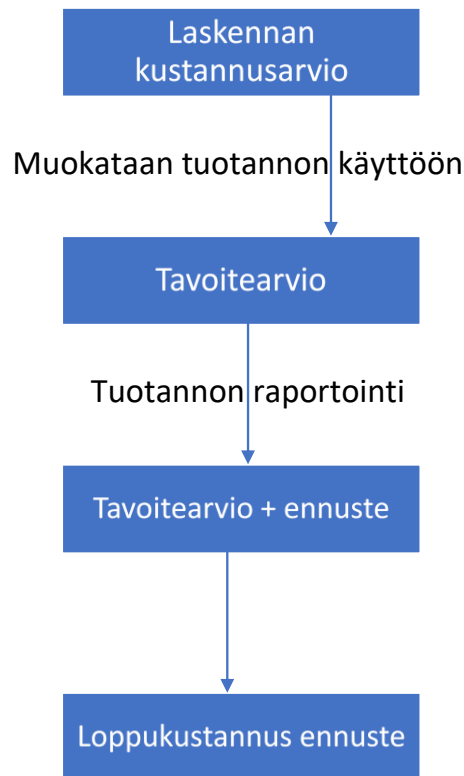 Laskennan
kustannusarvio
Muokataan tuotannon käyttöön
Tavoitearvio
Tuotannon raportointi
Tavoitearvio + ennuste
Loppukustannus ennuste